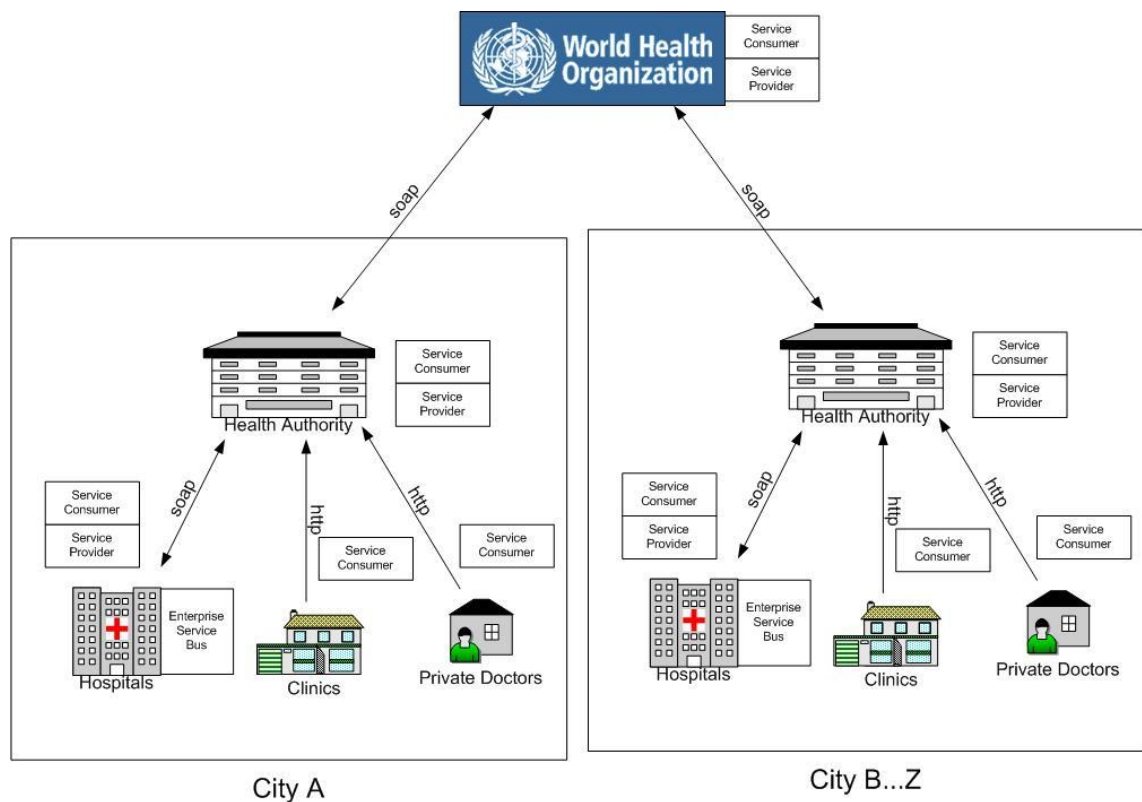 World Health
Organization
Service
Consumer
Service
Provider
soap
soap
Service
Consumer
Service
Provider
Health Authority
soap
http
http
Service
Consumer
Service
Provider
Service
Consumer
Service
Consumer
Enterprise
Service
Bus
Hospitals
Clinics
Private Doctors
City A
Service
Consumer
Service
Provider
Health Authority
soap
http
http
Service
Consumer
Service
Provider
Service
Consumer
Service
Consumer
Enterprise
Service
Bus
Hospitals
Clinics
Private Doctors
City B...Z